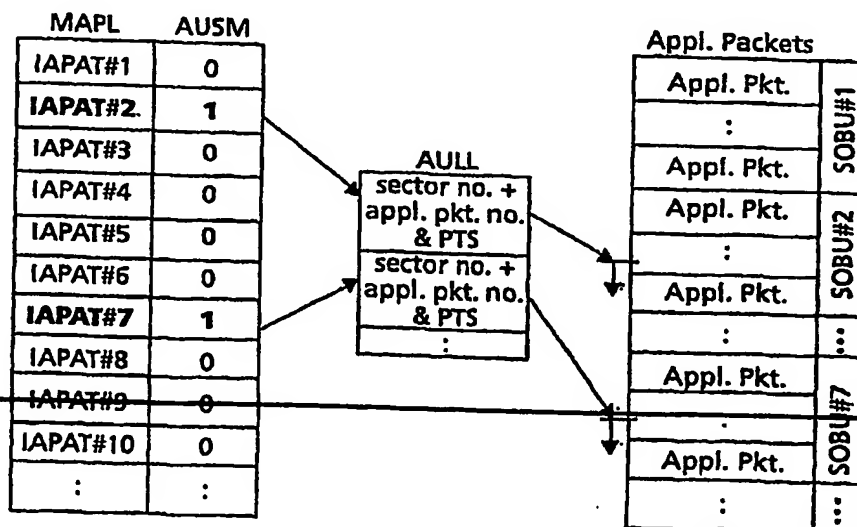 MAPL AUSM
IAPAT#1 0
IAPAT#2. 1
IAPAT#3 0
IAPAT#4 0
IAPAT#5 0
IAPAT#6 0
IAPAT#7 1
IAPAT#8 0
IAPAT#9 0
IAPAT#10 0
: :
AULL
sector no. +
appl. pkt. no.
& PTS
sector no. +
appl. pkt. no.
& PTS
:
Appl. Packets
Appl. Pkt.
:
Appl. Pkt.
SOBU#1
Appl. Pkt.
:
Appl. Pkt.
SOBU#2
:
...
Appl. Pkt.
:
Appl. Pkt.
SOBU#7
:
...